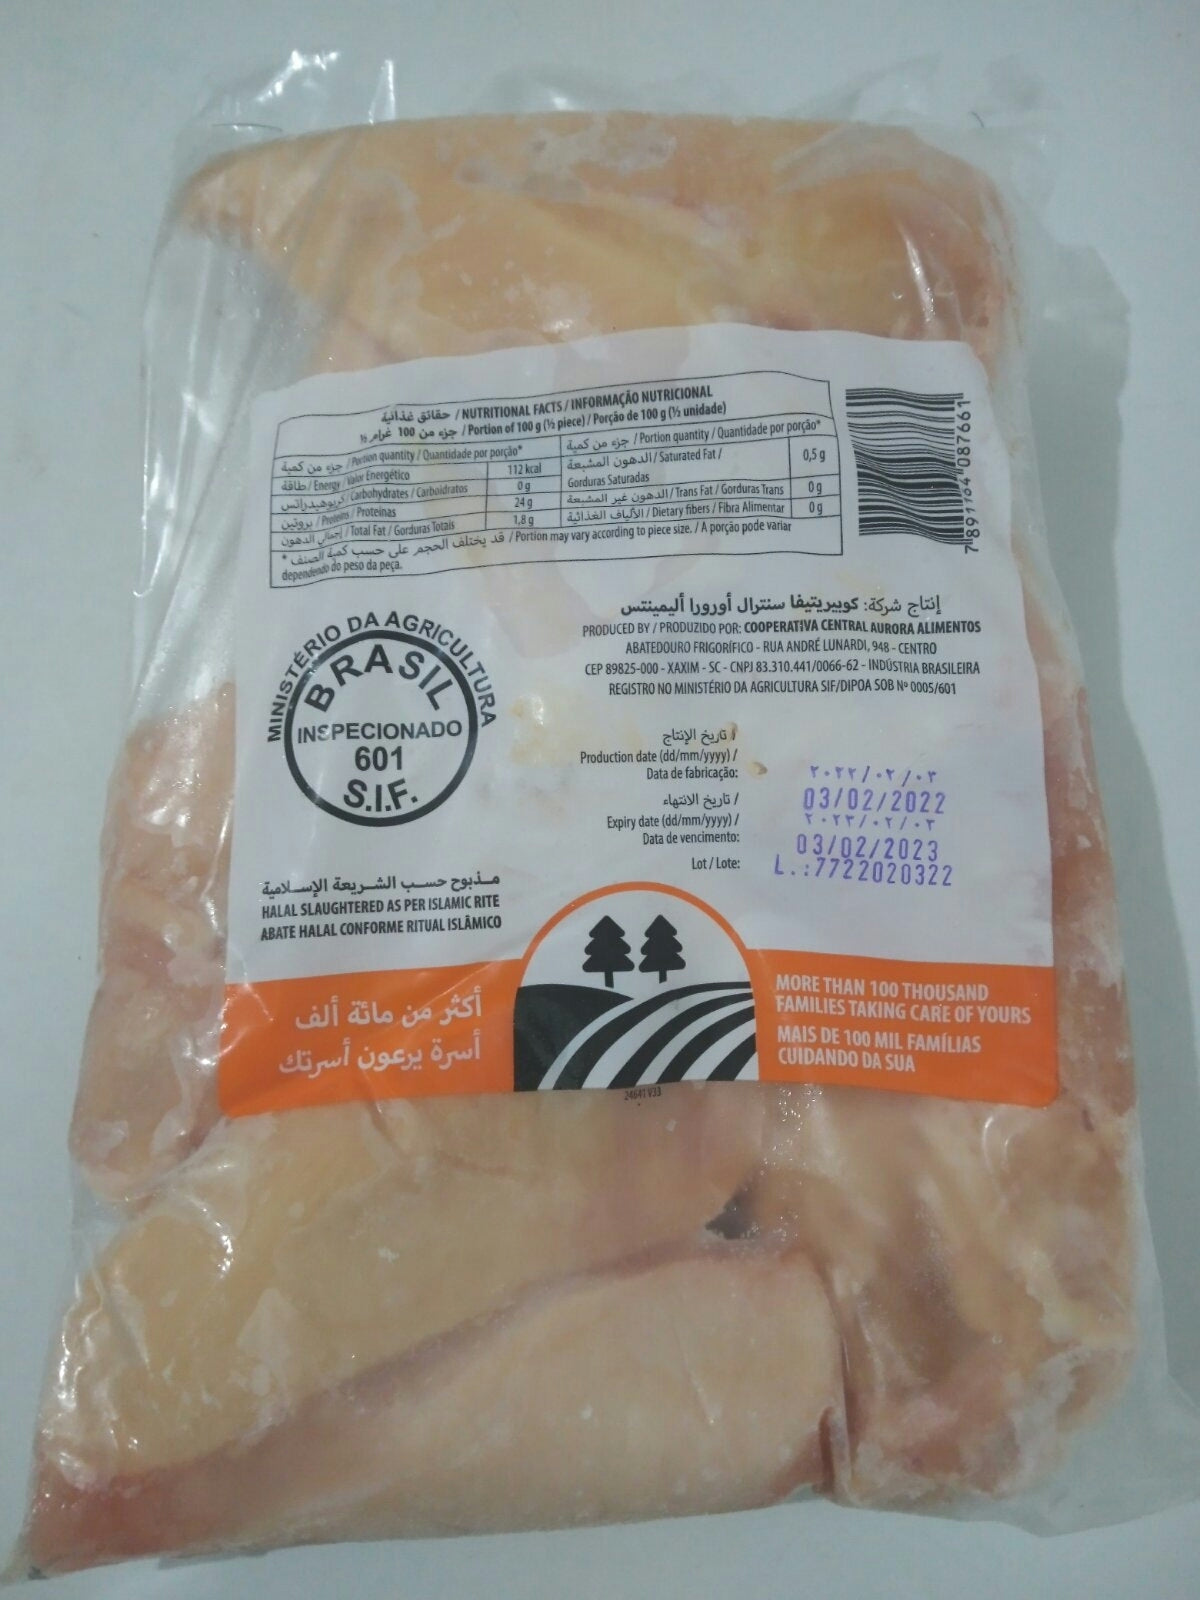 حقائق غذائية / NUTRITIONAL FACTS / INFORMAÇÃO NUTRICIONAL
جزء من 100 غرام ½ / Portion of 100 g (½ piece) / Porção de 100 g (½ unidade)
جزء من كمية / Portion quantity / Quantidade por porção*
طاقة / Energy / Valor Energético 112 kcal
كربوهيدراتس / Carbohydrates / Carboidratos 0 g
بروتين / Proteins / Proteínas 24 g
إجمالي الدهون / Total Fat / Gorduras Totais 1,8 g
جزء من كمية / Portion quantity / Quantidade por porção*
الدهون المشبعة / Saturated Fat /
Gorduras Saturadas 0,5 g
الدهون غير المشبعة / Trans Fat / Gorduras Trans 0 g
الألياف الغذائية / Dietary fibers / Fibra Alimentar 0 g
* قد يختلف الحجم على حسب كمية الصنف / Portion may vary according to piece size. / A porção pode variar
dependendo do peso da peça.
7891164087661
إنتاج شركة: كوبيريتيفا سنترال أورورا أليمينتس
PRODUCED BY / PRODUZIDO POR: COOPERATIVA CENTRAL AURORA ALIMENTOS
ABATEDOURO FRIGORÍFICO - RUA ANDRÉ LUNARDI, 948 - CENTRO
CEP 89825-000 - XAXIM - SC - CNPJ 83.310.441/0066-62 - INDÚSTRIA BRASILEIRA
REGISTRO NO MINISTÉRIO DA AGRICULTURA SIF/DIPOA SOB Nº 0005/601
MINISTÉRIO DA AGRICULTURA
BRASIL
INSPECIONADO
601
S.I.F.
تاريخ الإنتاج /
Production date (dd/mm/yyyy) /
Data de fabricação:
٢٠٢٢/٠٢/٠٣
03/02/2022
تاريخ الانتهاء /
Expiry date (dd/mm/yyyy) /
Data de vencimento:
٢٠٢٣/٠٢/٠٣
03/02/2023
Lot / Lote:
L.:7722020322
مذبوح حسب الشريعة الإسلامية
HALAL SLAUGHTERED AS PER ISLAMIC RITE
ABATE HALAL CONFORME RITUAL ISLÂMICO
أكثر من مائة ألف
أسرة يرعون أسرتك
MORE THAN 100 THOUSAND
FAMILIES TAKING CARE OF YOURS
MAIS DE 100 MIL FAMÍLIAS
CUIDANDO DA SUA
24641 V33